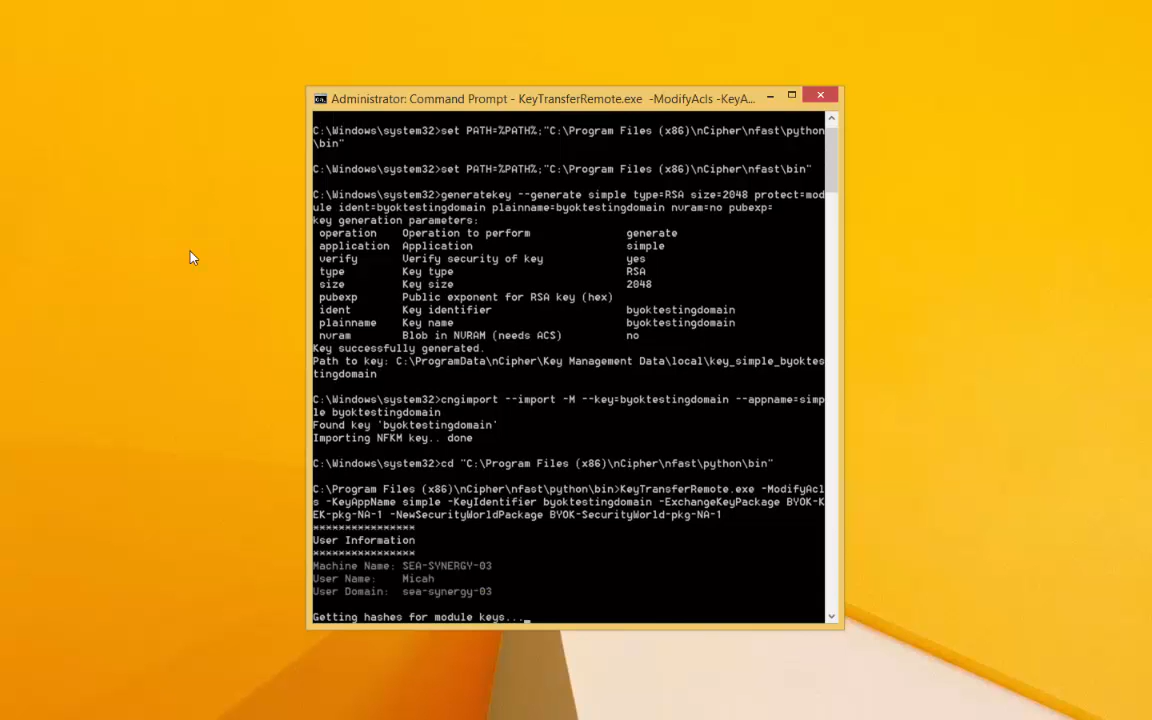 Administrator: Command Prompt - KeyTransferRemote.exe  -ModifyAcls -KeyA...
C:\Windows\system32>set PATH=%PATH%;"C:\Program Files (x86)\nCipher\nfast\python
\bin"
C:\Windows\system32>set PATH=%PATH%;"C:\Program Files (x86)\nCipher\nfast\bin"
C:\Windows\system32>generatekey --generate simple type=RSA size=2048 protect=mod
ule ident=byoktestingdomain plainname=byoktestingdomain nvram=no pubexp=
key generation parameters:
operation Operation to perform generate
application Application simple
verify Verify security of key yes
type Key type RSA
size Key size 2048
pubexp Public exponent for RSA key (hex)
ident Key identifier byoktestingdomain
plainname Key name byoktestingdomain
nvram Blob in NVRAM (needs ACS) no
Key successfully generated.
Path to key: C:\ProgramData\nCipher\Key Management Data\local\key_simple_byoktes
tingdomain
C:\Windows\system32>cngimport --import -M --key=byoktestingdomain --appname=simp
le byoktestingdomain
Found key 'byoktestingdomain'
Importing NFKM key.. done
C:\Windows\system32>cd "C:\Program Files (x86)\nCipher\nfast\python\bin"
C:\Program Files (x86)\nCipher\nfast\python\bin>KeyTransferRemote.exe -ModifyAcl
s -KeyAppName simple -KeyIdentifier byoktestingdomain -ExchangeKeyPackage BYOK-K
EK-pkg-NA-1 -NewSecurityWorldPackage BYOK-SecurityWorld-pkg-NA-1
****************
User Information
****************
Machine Name: SEA-SYNERGY-03
User Name: Micah
User Domain: sea-synergy-03
Getting hashes for module keys..._